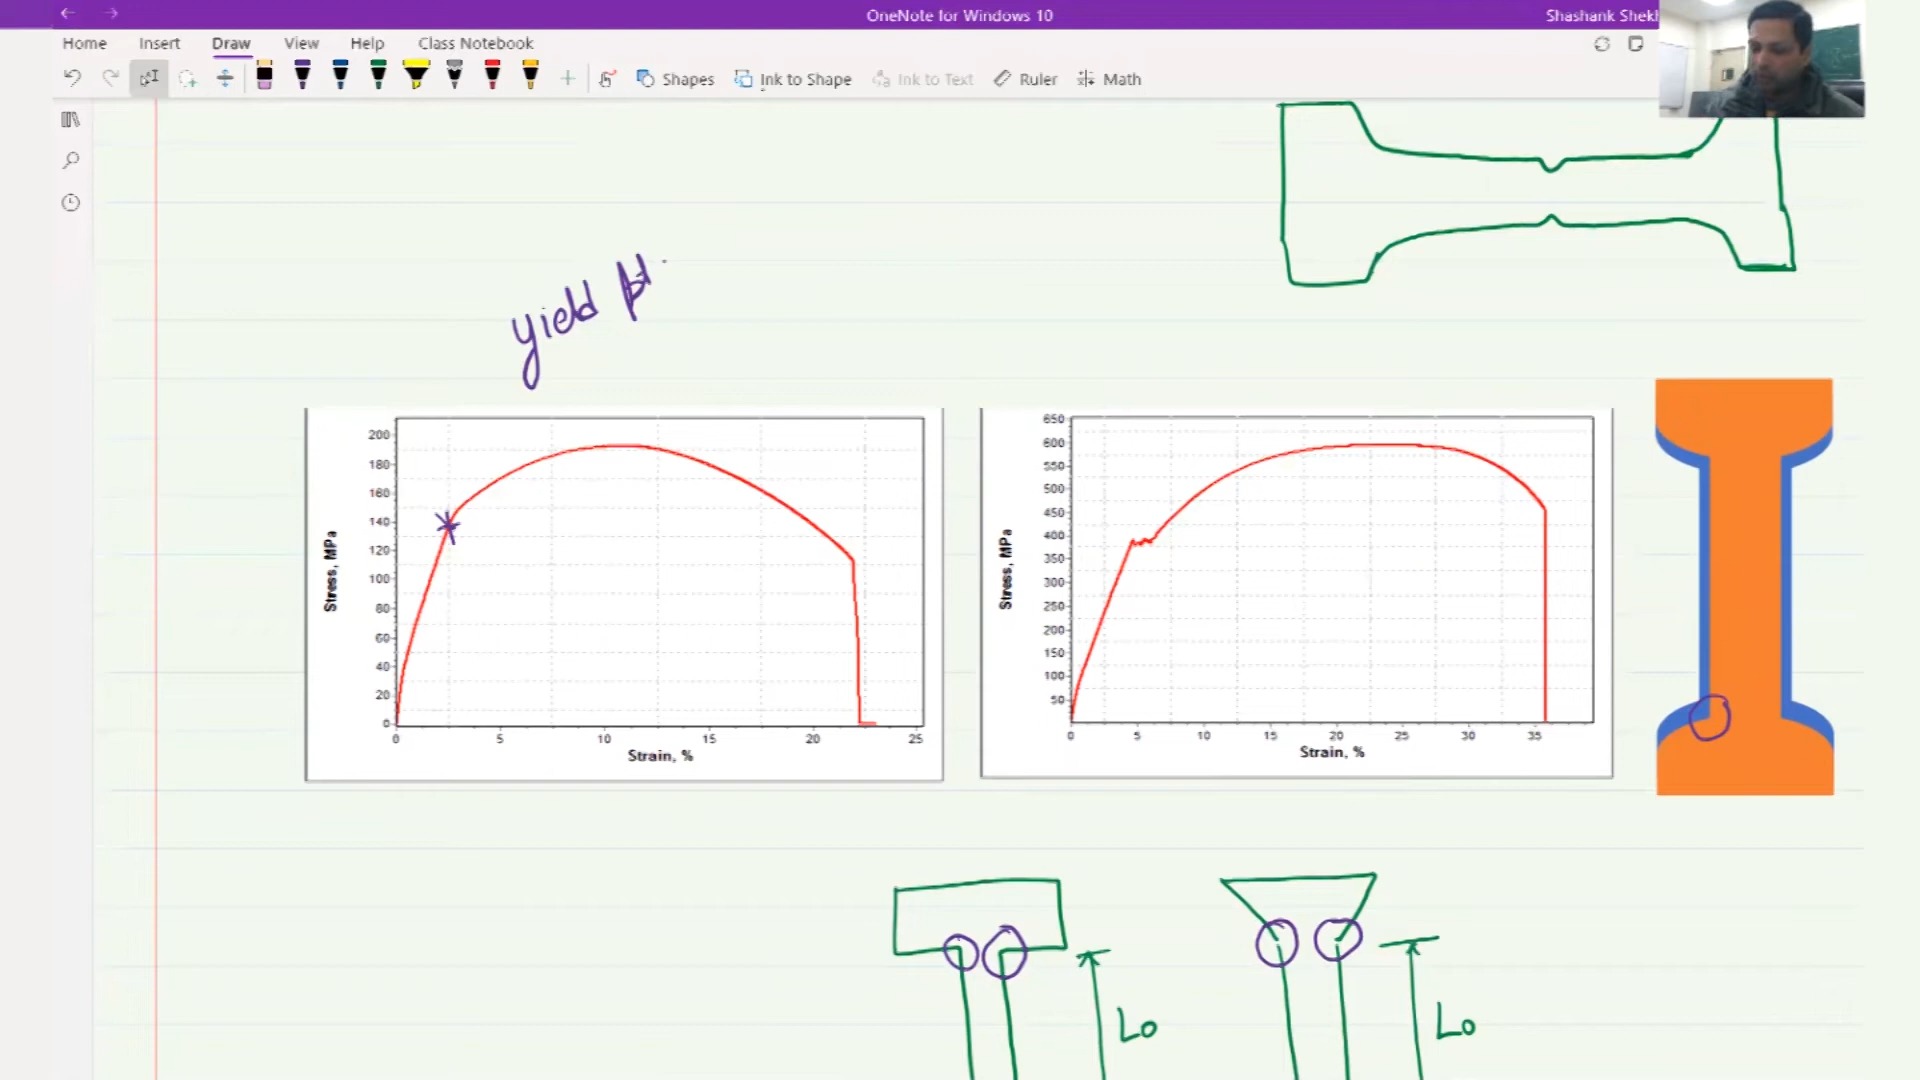 OneNote for Windows 10
Shashank Shekh
Home Insert Draw View Help Class Notebook
Shapes Ink to Shape Ink to Text Ruler Math
yield pt.
200
180
160
140
120
100
80
60
40
20
0
0 5 10 15 20 25
Stress, MPa
Strain, %
650
600
550
500
450
400
350
300
250
200
150
100
50
0 5 10 15 20 25 30 35
Stress, MPa
Strain, %
Lo
Lo